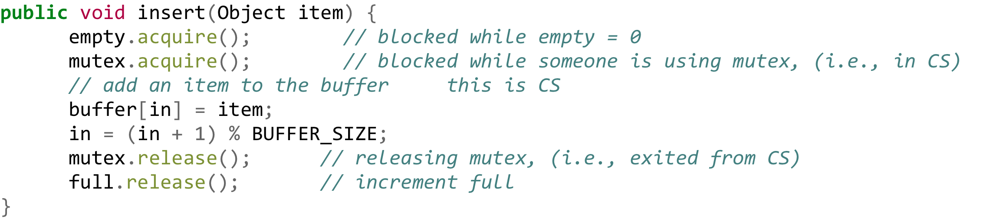 public void insert(Object item) {
      empty.acquire();        // blocked while empty = 0
      mutex.acquire();        // blocked while someone is using mutex, (i.e., in CS)
      // add an item to the buffer     this is CS
      buffer[in] = item;
      in = (in + 1) % BUFFER_SIZE;
      mutex.release();      // releasing mutex, (i.e., exited from CS)
      full.release();       // increment full
}